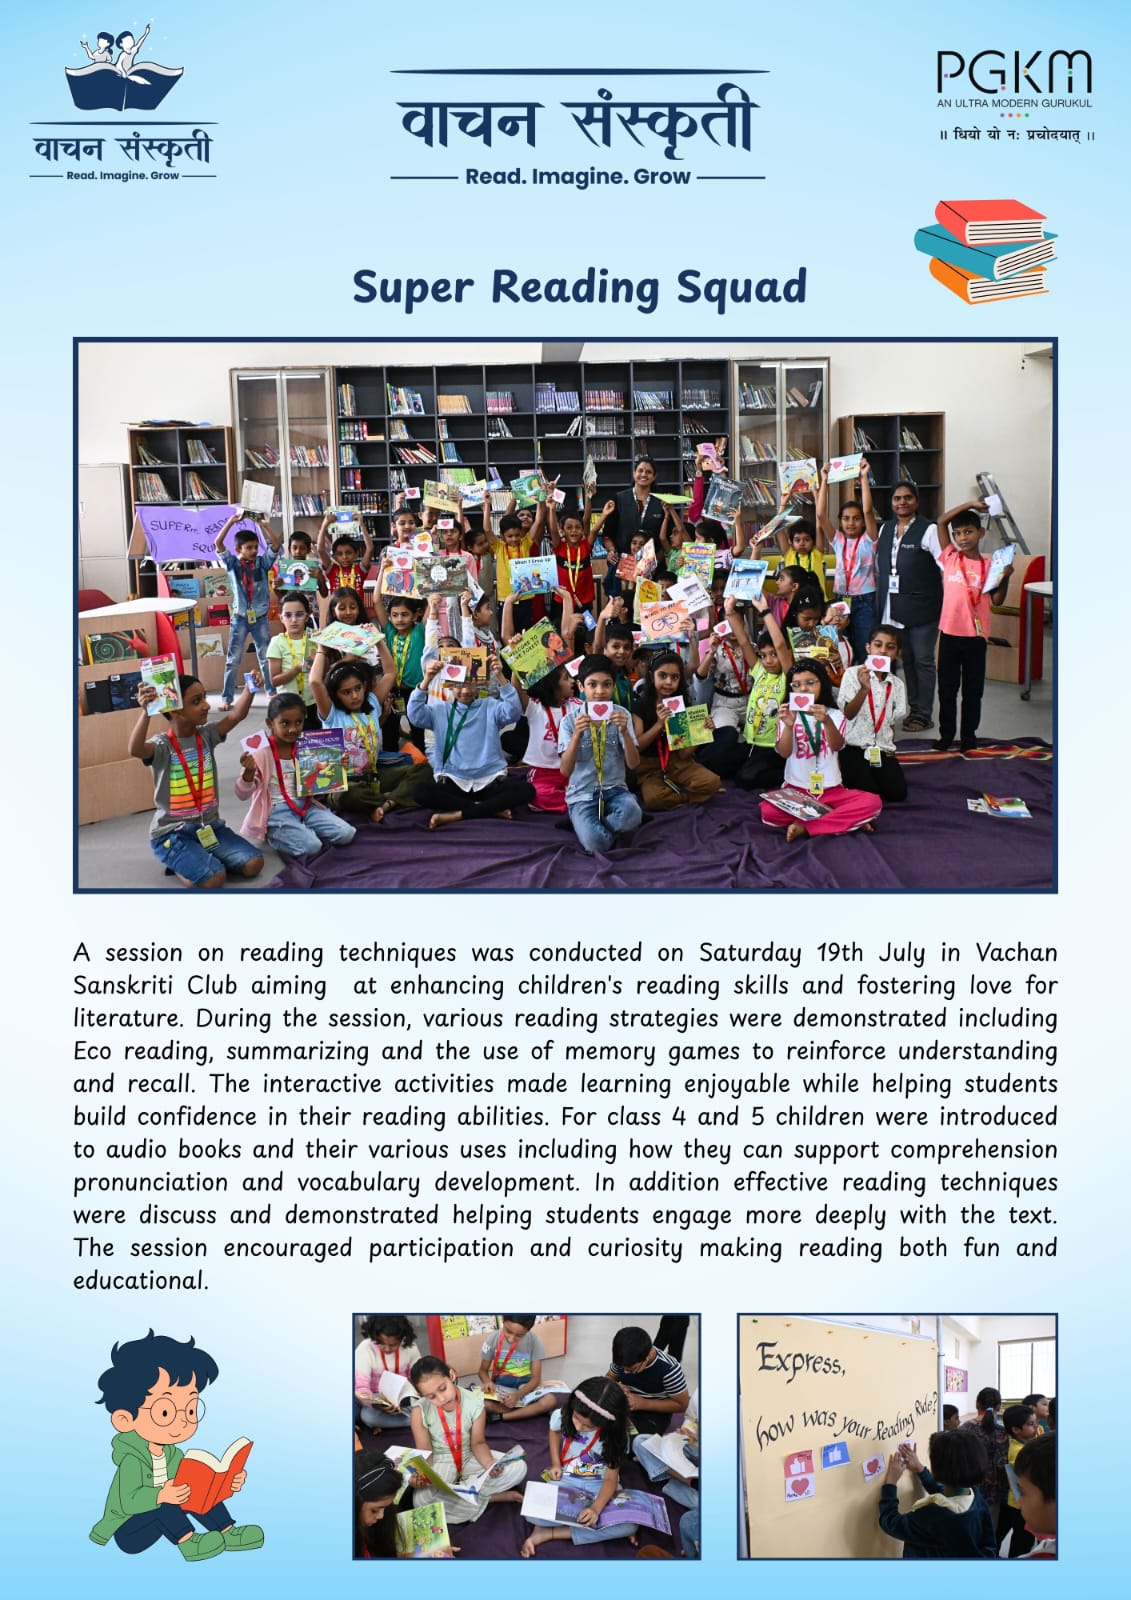 वाचन संस्कृती
Read. Imagine. Grow
वाचन संस्कृती
Read. Imagine. Grow
PGKM
AN ULTRA MODERN GURUKUL
॥ धियो यो नः प्रचोदयात् ।।
Super Reading Squad
A session on reading techniques was conducted on Saturday 19th July in Vachan
Sanskriti Club aiming at enhancing children's reading skills and fostering love for
literature. During the session, various reading strategies were demonstrated including
Eco reading, summarizing and the use of memory games to reinforce understanding
and recall. The interactive activities made learning enjoyable while helping students
build confidence in their reading abilities. For class 4 and 5 children were introduced
to audio books and their various uses including how they can support comprehension
pronunciation and vocabulary development. In addition effective reading techniques
were discuss and demonstrated helping students engage more deeply with the text.
The session encouraged participation and curiosity making reading both fun and
educational.
Express,
how was your Reading Ride?